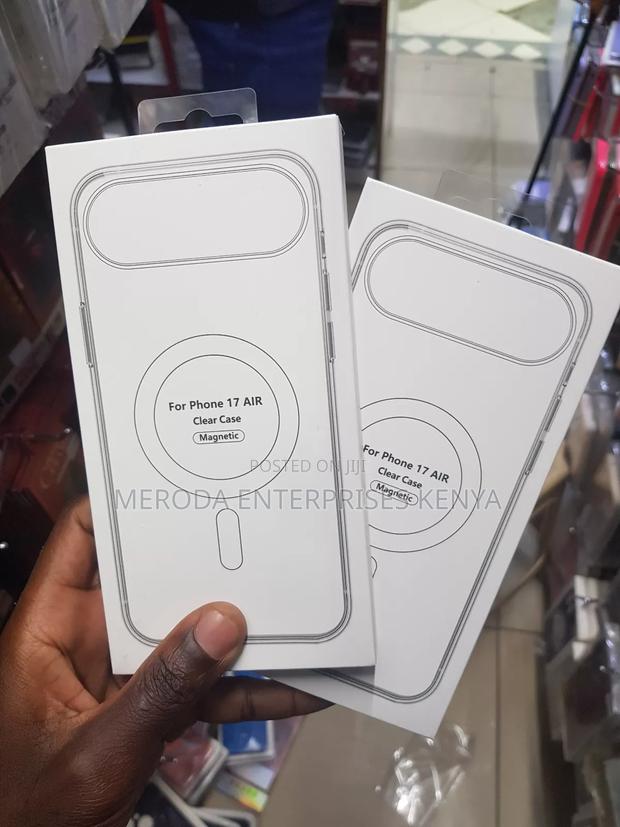 For Phone 17 AIR
Clear Case
Magnetic
For Phone 17 AIR
Clear Case
Magnetic
POSTED ON JIJI
MERODA ENTERPRISES KENYA